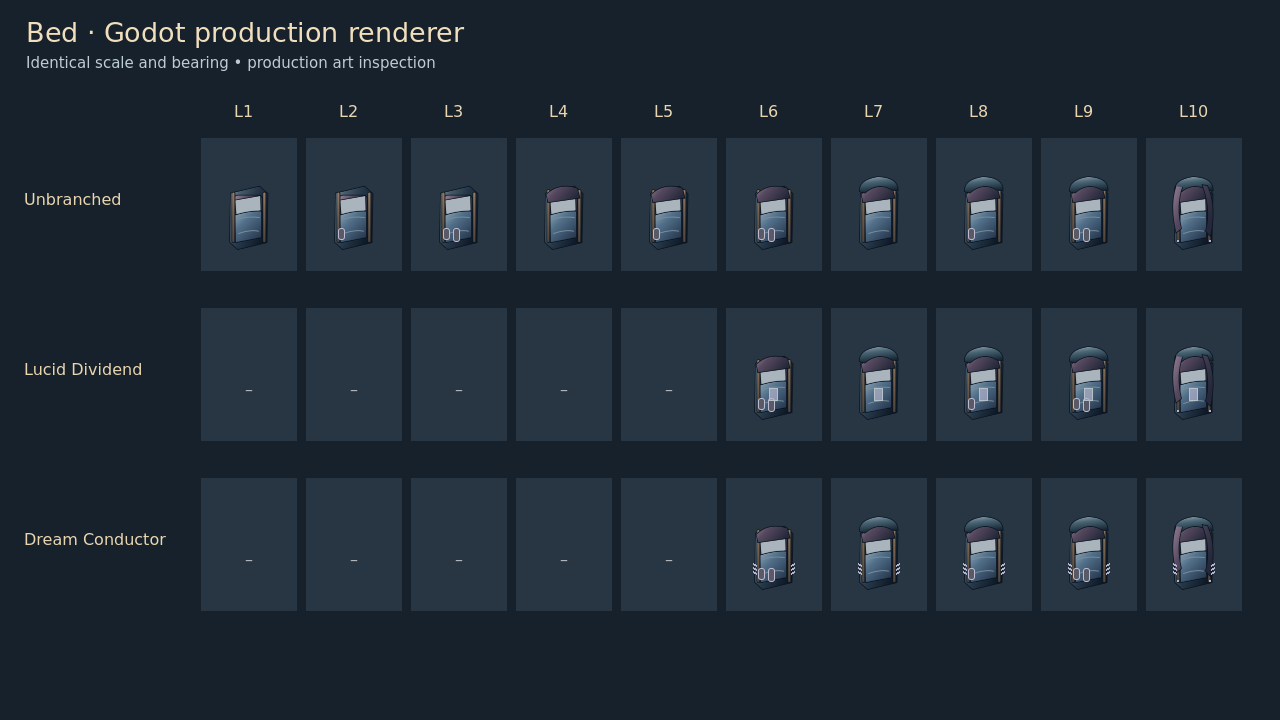 Bed · Godot production renderer
Identical scale and bearing • production art inspection
L1 L2 L3 L4 L5 L6 L7 L8 L9 L10
Unbranched
Lucid Dividend
– – – – –
Dream Conductor
– – – – –